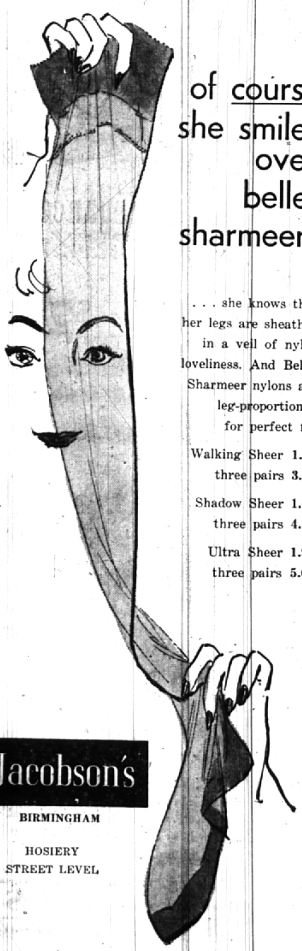 of cours
she smile
ove
belle
sharmeer
. . . she knows th
her legs are sheath
in a veil of nyl
loveliness. And Bel
Sharmeer nylons a
leg-proportion
for perfect
Walking Sheer 1.
three pairs 3.
Shadow Sheer 1.
three pairs 4.
Ultra Sheer 1.
three pairs 5.
Jacobson's
BIRMINGHAM
HOSIERY
STREET LEVEL